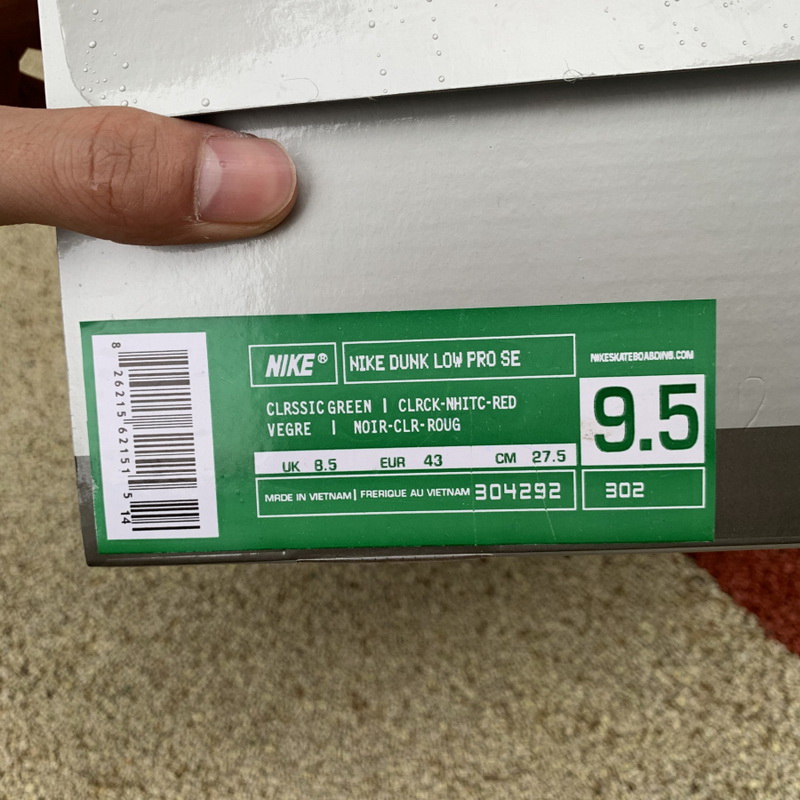 8 26215 62151 5 14
NIKE®
NIKE DUNK LOW PRO SE
NIKESKATEBOABDIN8.COM
CLRSSIC GREEN | CLRCK-NHITC-RED
VEGRE | NOIR-CLR-ROUG
9.5
UK 8.5 EUR 43 CM 27.5
MRDE IN VIETNAM | FRERIQUE AU VIETNAM 304292
302